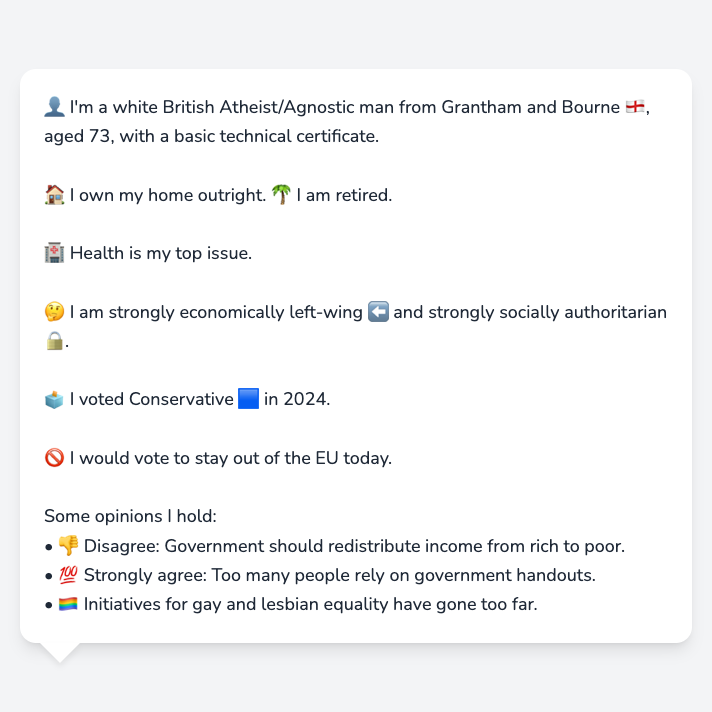 👤 I'm a white British Atheist/Agnostic man from Grantham and Bourne 🏴󠁧󠁢󠁥󠁮󠁧󠁿,
aged 73, with a basic technical certificate.
🏠 I own my home outright. 🌴 I am retired.
🏥 Health is my top issue.
🤔 I am strongly economically left-wing ⬅️ and strongly socially authoritarian
🔒.
🗳️ I voted Conservative 🟦 in 2024.
🚫 I would vote to stay out of the EU today.
Some opinions I hold:
• 👎 Disagree: Government should redistribute income from rich to poor.
• 💯 Strongly agree: Too many people rely on government handouts.
• 🏳️‍🌈 Initiatives for gay and lesbian equality have gone too far.